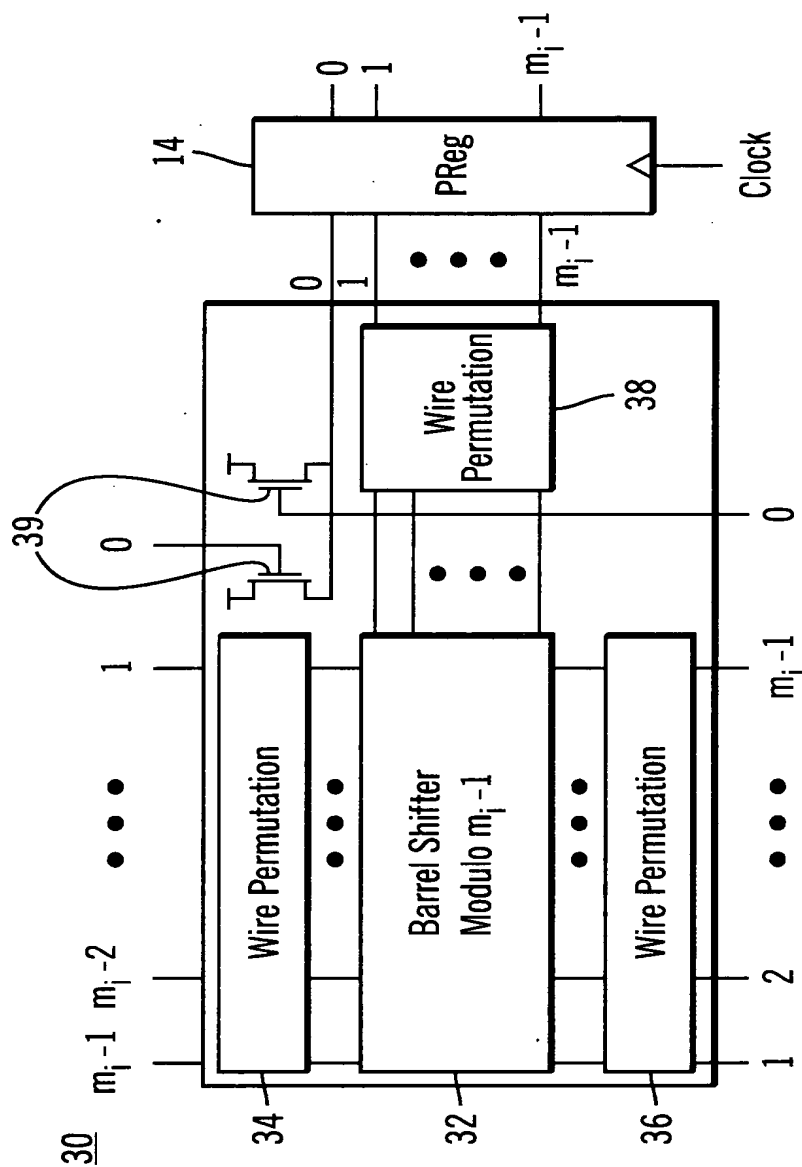 30
m_i-1 m_i-2 ••• 1 0 39
34 Wire Permutation
•••
32 Barrel Shifter
Modulo m_i-1
•••
36 Wire Permutation
1 2 ••• m_i-1 0
•••
Wire
Permutation
38
0
1
•••
m_i-1
14
PReg
Clock
0
1
m_i-1